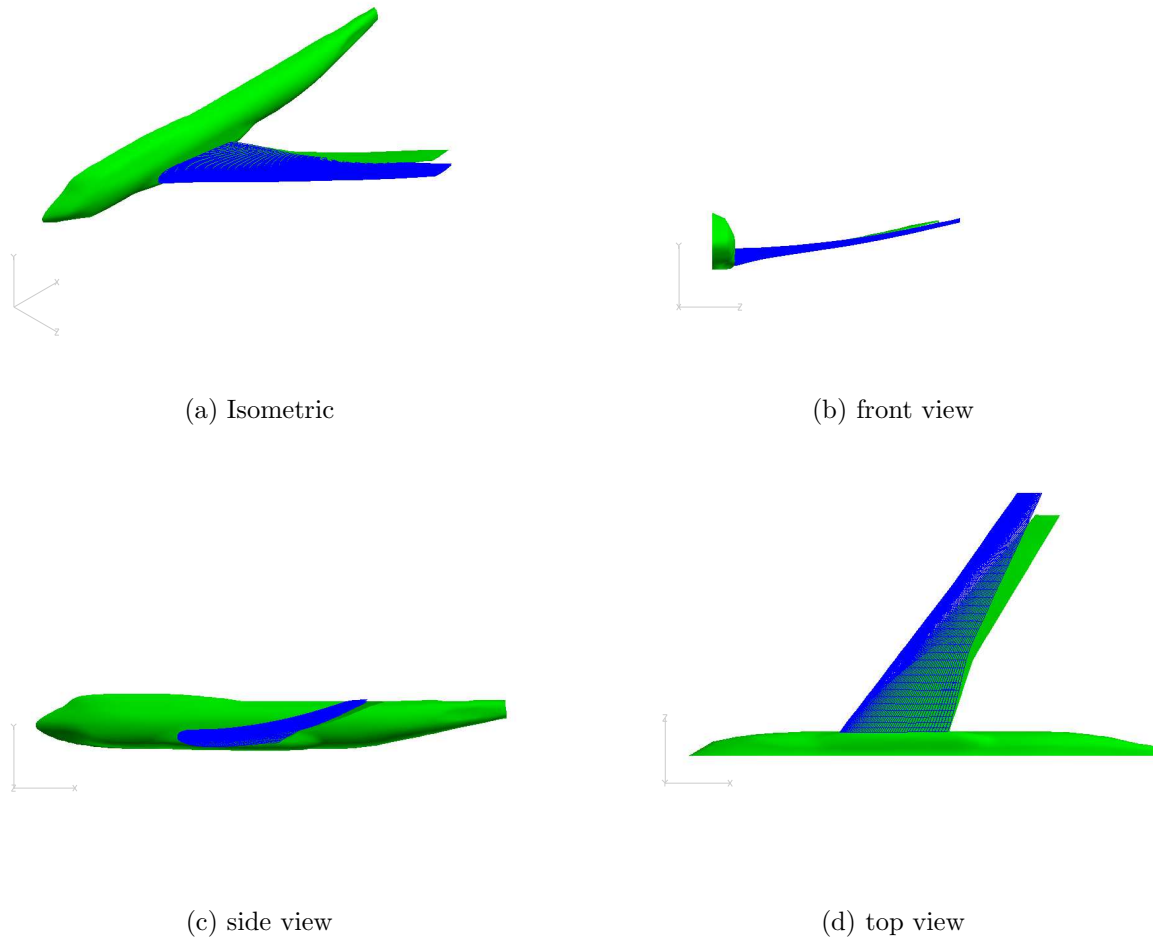 Y
X
Z
(a) Isometric
Y
X
Z
(b) front view
Y
Z
X
(c) side view
Z
Y
X
(d) top view